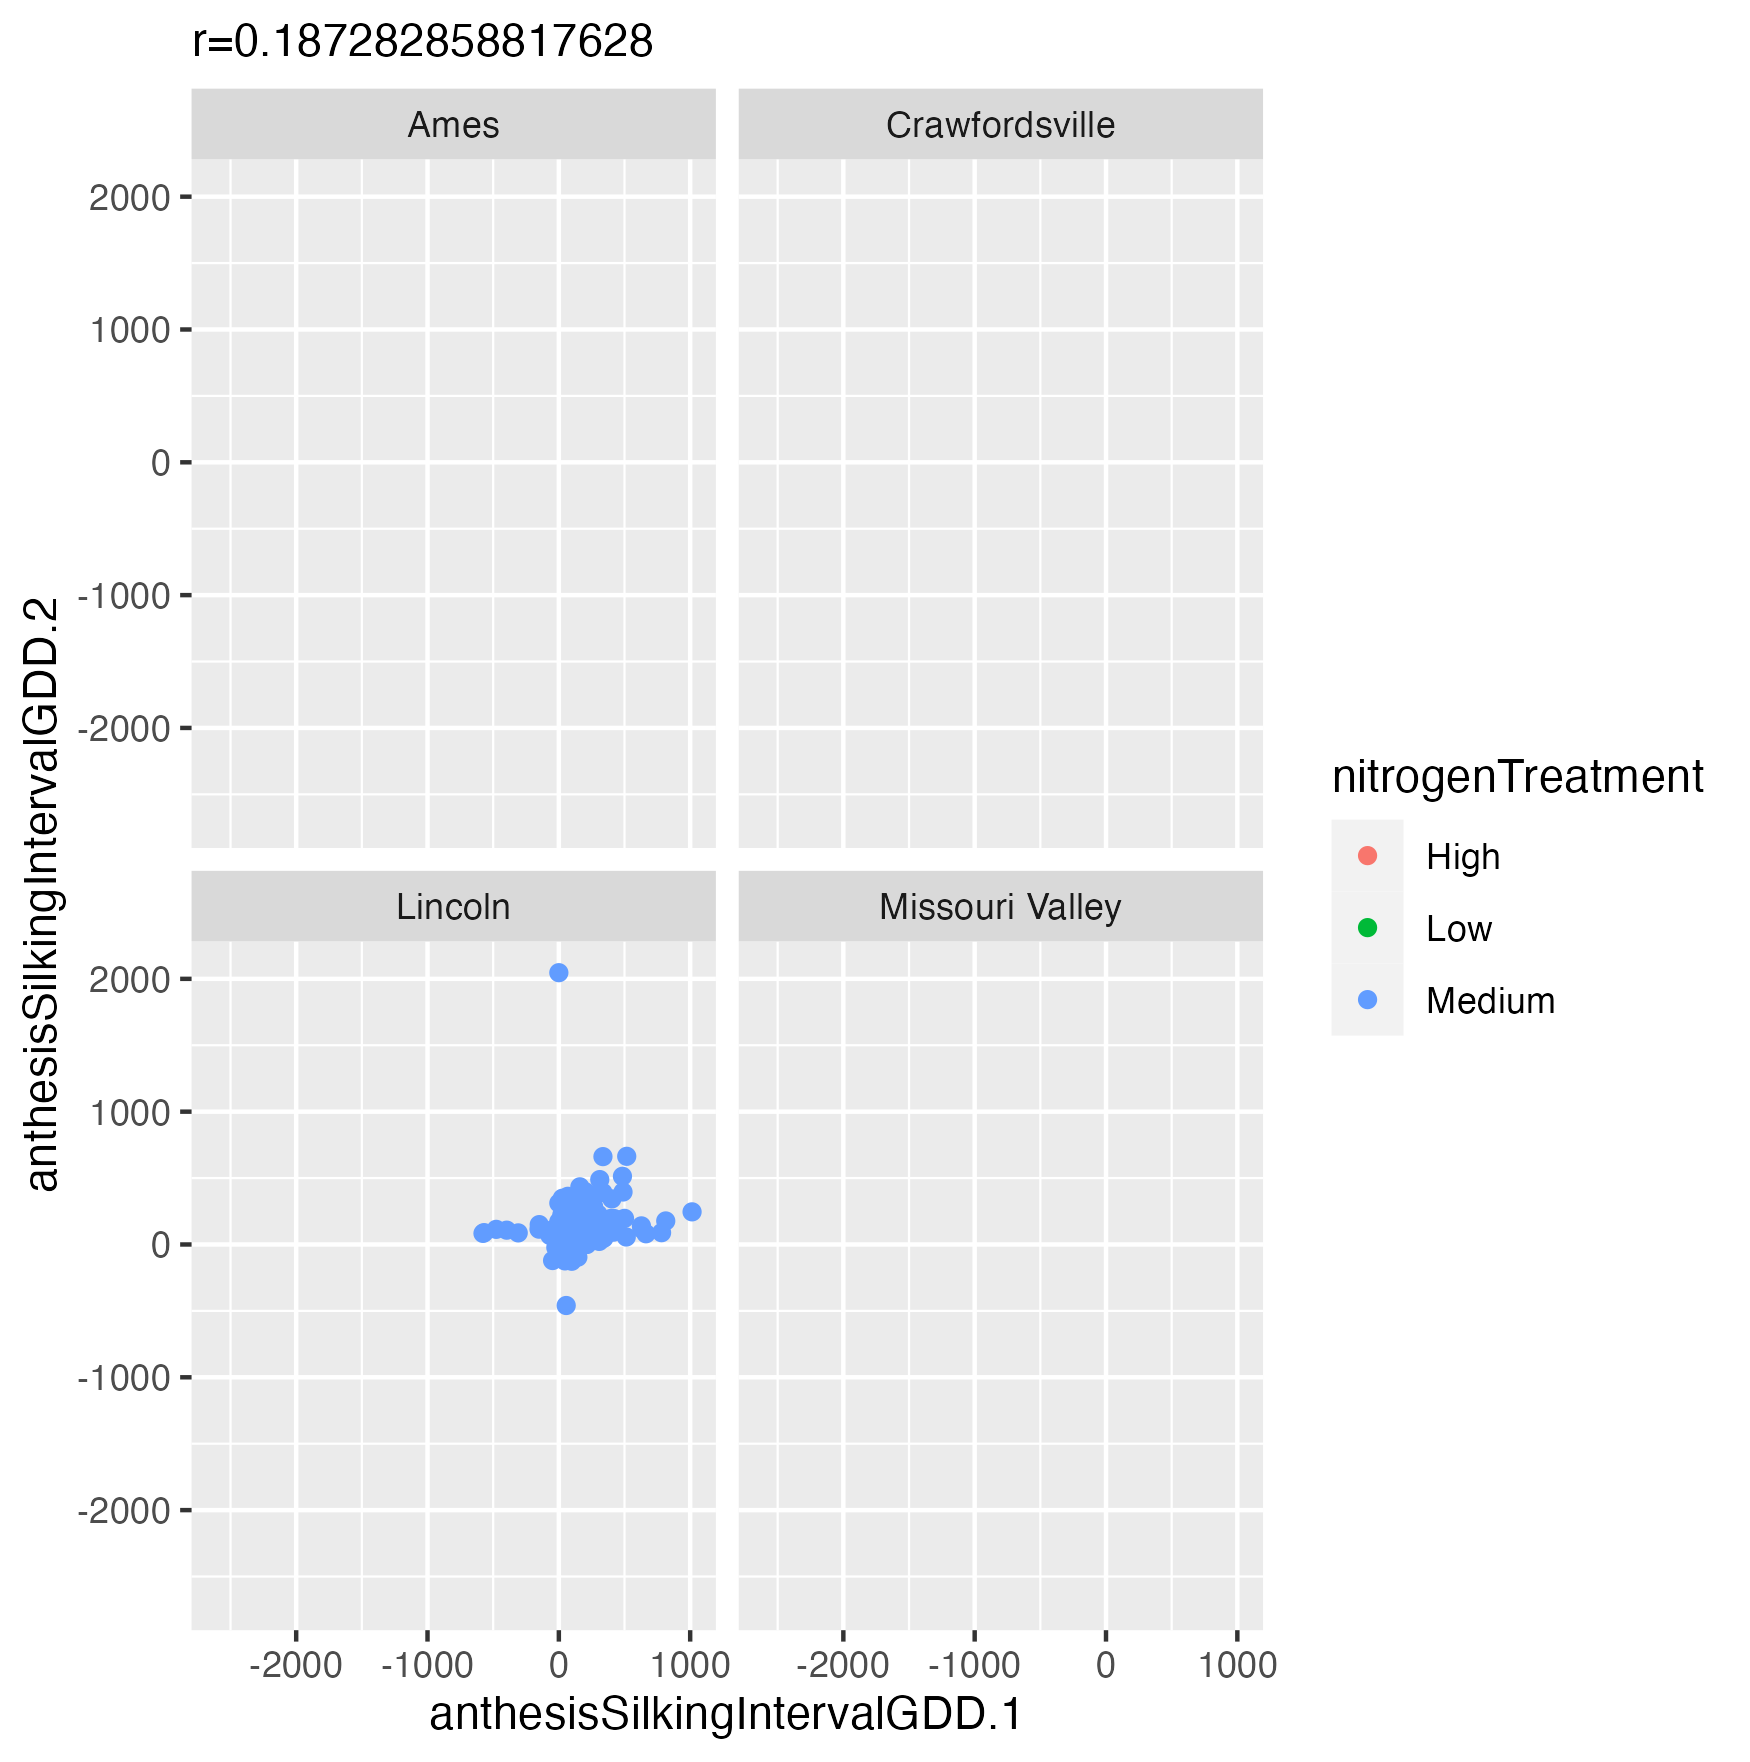 r=0.187282858817628
Ames
Crawfordsville
2000
1000
0
-1000
-2000
Lincoln
Missouri Valley
2000
1000
0
-1000
-2000
-2000 -1000 0 1000
-2000 -1000 0 1000
anthesisSilkingIntervalGDD.1
anthesisSilkingIntervalGDD.2
nitrogenTreatment
High
Low
Medium